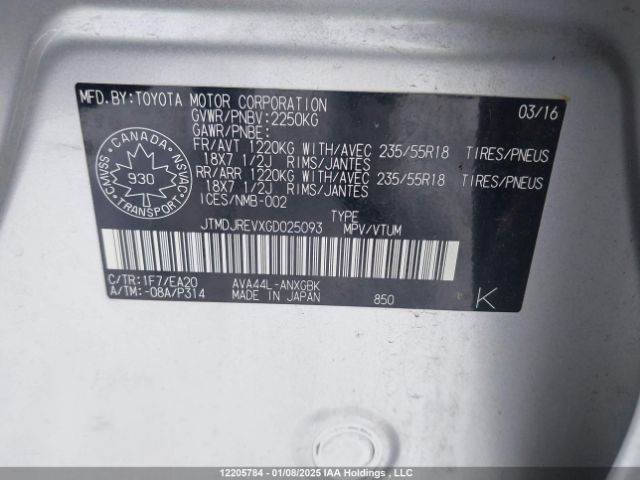 MFD.BY:TOYOTA MOTOR CORPORATION 03/16
GVWR/PNBV:2250KG
GAWR/PNBE:
FR/AVT 1220KG WITH/AVEC 235/55R18 TIRES/PNEUS
18X7 1/2J RIMS/JANTES
RR/ARR 1220KG WITH/AVEC 235/55R18 TIRES/PNEUS
18X7 1/2J RIMS/JANTES
ICES/NMB-002
CANADA
CMVSS 930 NSVAC
TRANSPORT
TYPE
JTMDJREVXGD025093 MPV/VTUM
C/TR:1F7/EA20 AVA44L-ANXGBK
A/TM:-08A/P314 MADE IN JAPAN 850 K
12205784 - 01/08/2025 IAA Holdings , LLC